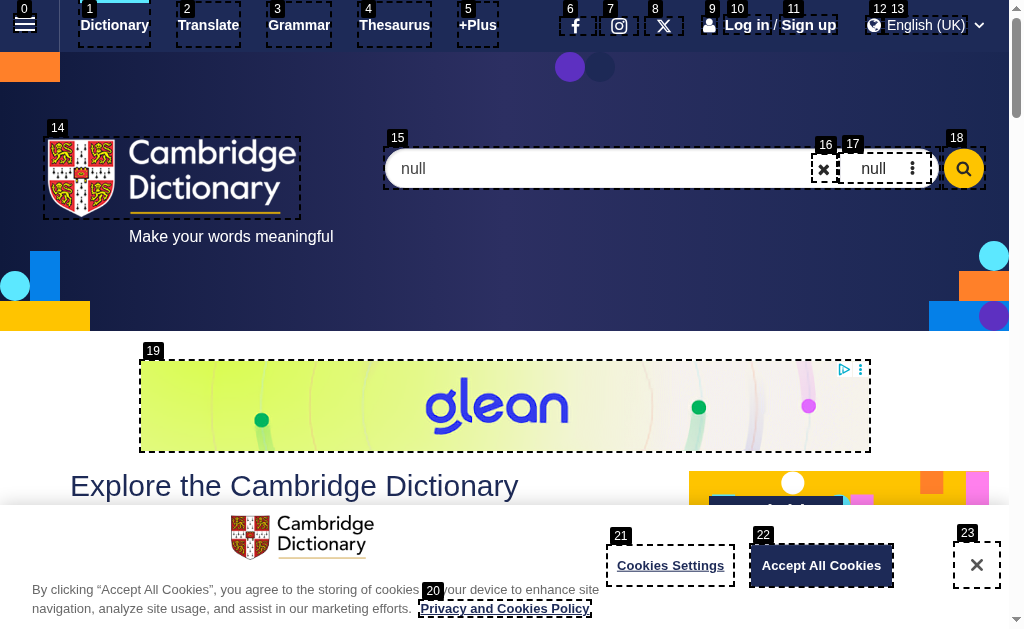 0 1 2 3 4 5 6 7 8 9 10 11 12 13
Dictionary Translate Grammar Thesaurus +Plus Log in / Sign up English (UK)
14 15 16 17 18
Cambridge
Dictionary
null null
Make your words meaningful
19
glean
Explore the Cambridge Dictionary
Cambridge
Dictionary
21 22 23
Cookies Settings Accept All Cookies
By clicking “Accept All Cookies”, you agree to the storing of cookies 20 your device to enhance site
navigation, analyze site usage, and assist in our marketing efforts. Privacy and Cookies Policy